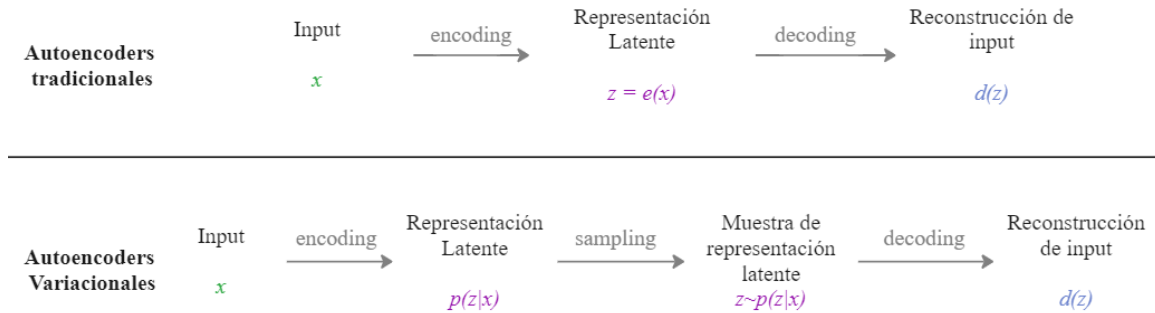 Autoencoders
tradicionales
Input
x
encoding
Representación
Latente
z = e(x)
decoding
Reconstrucción de
input
d(z)
Autoencoders
Variacionales
Input
x
encoding
Representación
Latente
p(z|x)
sampling
Muestra de
representación
latente
z~p(z|x)
decoding
Reconstrucción
de input
d(z)